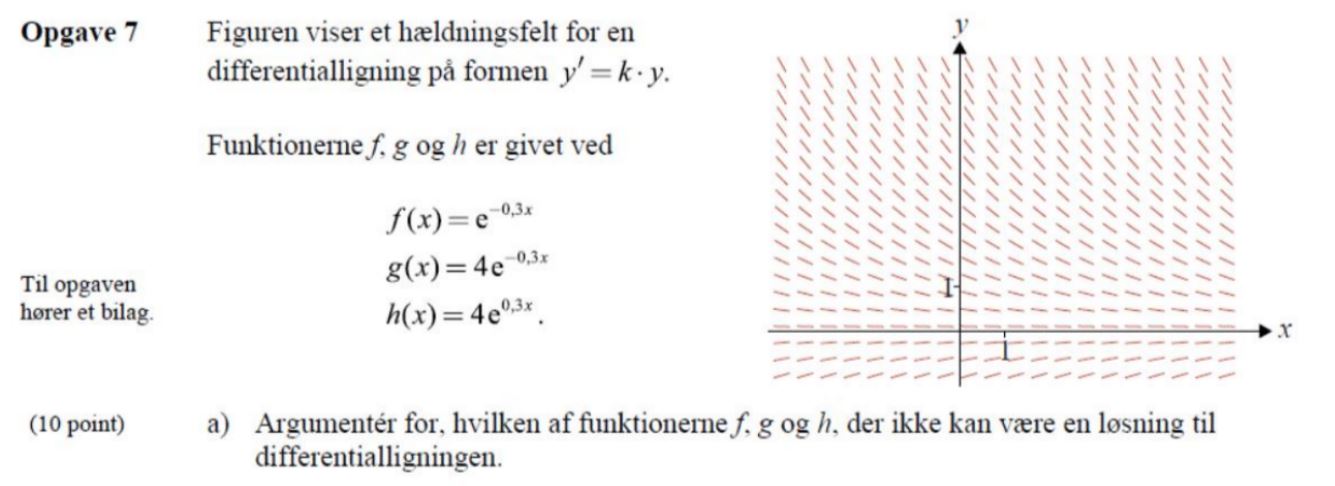 Opgave 7
Figuren viser et hældningsfelt for en
differentialligning på formen y′ = k · y.
Funktionerne f, g og h er givet ved
f(x) = e^{-0,3x}
g(x) = 4e^{-0,3x}
h(x) = 4e^{0,3x}.
Til opgaven
hører et bilag.
y
1
1
x
(10 point)
a) Argumentér for, hvilken af funktionerne f, g og h, der ikke kan være en løsning til
differentialligningen.